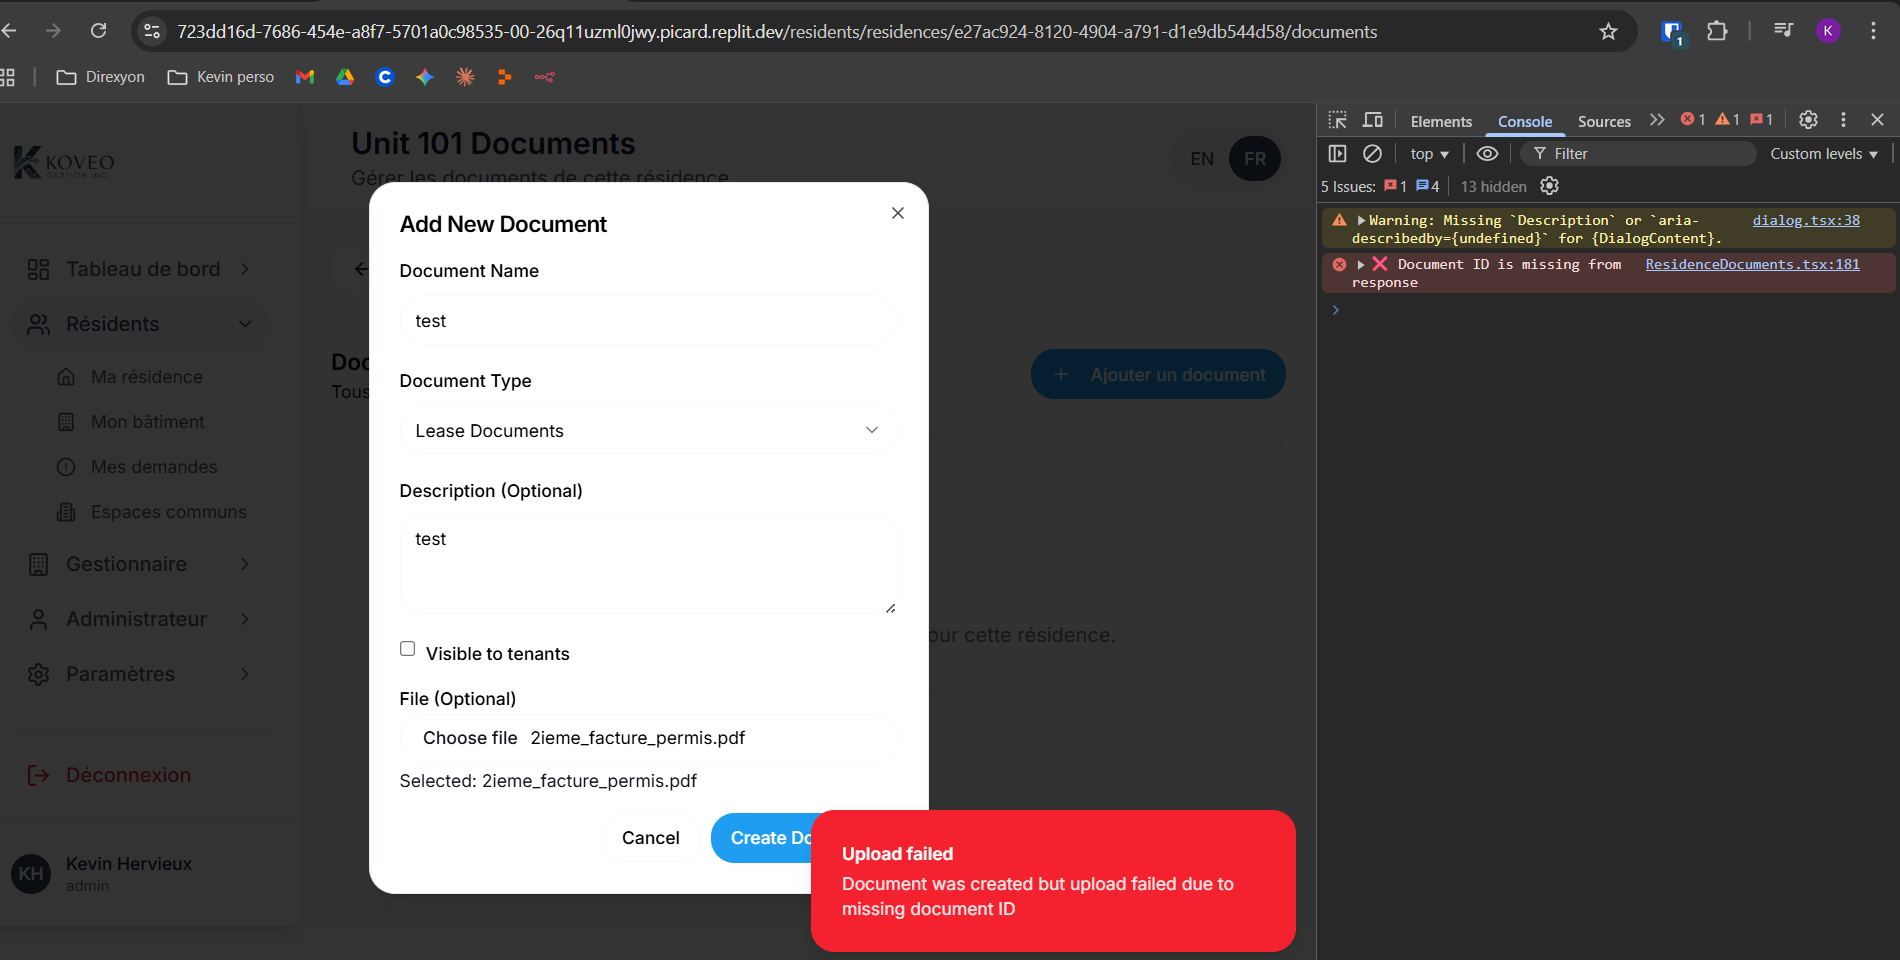 723dd16d-7686-454e-a8f7-5701a0c98535-00-26q11uzml0jwy.picard.replit.dev/residents/residences/e27ac924-8120-4904-a791-d1e9db544d58/documents
1
K
Direxyon
Kevin perso
KOVEO
GESTION INC.
Unit 101 Documents
Gérer les documents de cette résidence
EN
FR
Tableau de bord
Résidents
Ma résidence
Mon bâtiment
Mes demandes
Espaces communs
Gestionnaire
Administrateur
Paramètres
Déconnexion
KH
Kevin Hervieux
admin
Doc
Tous
Ajouter un document
our cette résidence.
Add New Document
Document Name
test
Document Type
Lease Documents
Description (Optional)
test
Visible to tenants
File (Optional)
Choose file 2ieme_facture_permis.pdf
Selected: 2ieme_facture_permis.pdf
Cancel
Create Do
Upload failed
Document was created but upload failed due to
missing document ID
Elements
Console
Sources
1
1
1
top
Filter
Custom levels
5 Issues:
1
4
13 hidden
Warning: Missing `Description` or `aria-
describedby={undefined}` for {DialogContent}.
dialog.tsx:38
❌ Document ID is missing from
response
ResidenceDocuments.tsx:181